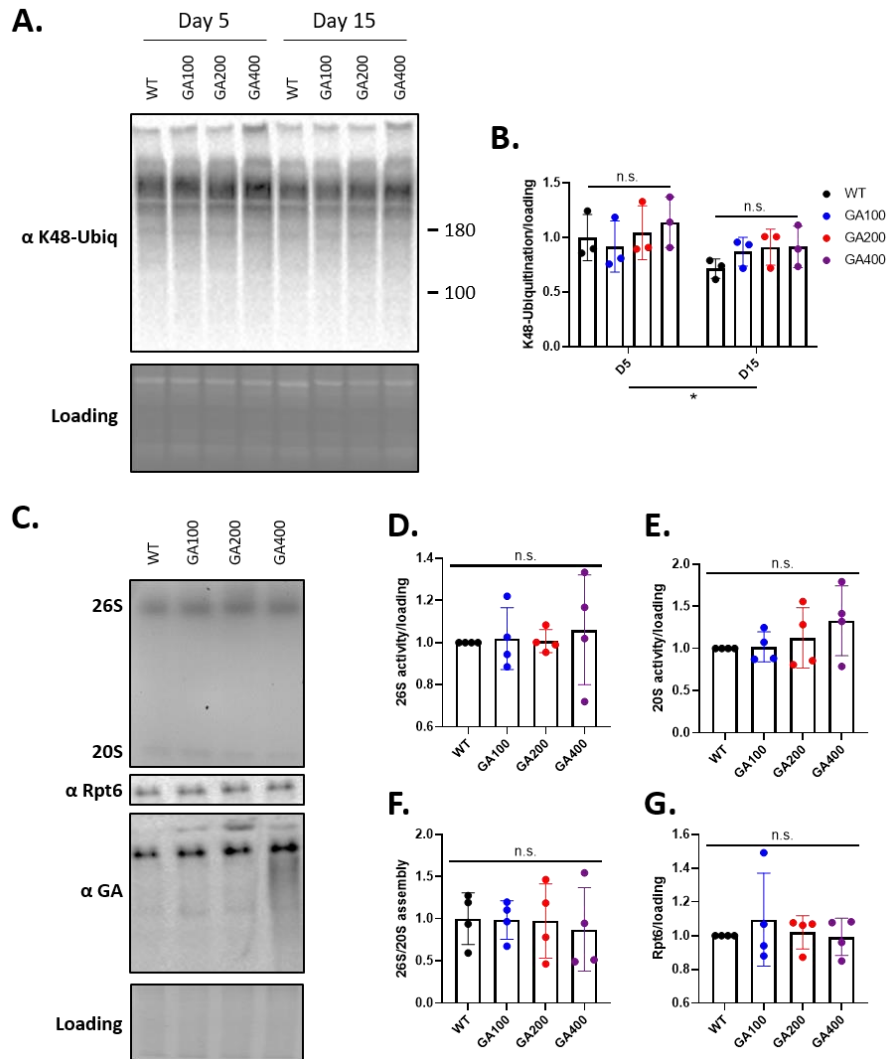 A.
Day 5 Day 15
WT GA100 GA200 GA400 WT GA100 GA200 GA400
α K48-Ubiq
180
100
Loading
B.
K48-Ubiquitination/loading
1.5
1.0
0.5
0.0
n.s.
n.s.
D5 D15
*
WT
GA100
GA200
GA400
C.
WT GA100 GA200 GA400
26S
20S
α Rpt6
α GA
Loading
D.
26S activity/loading
1.4
1.2
1.0
0.8
0.6
n.s.
WT GA100 GA200 GA400
E.
20S activity/loading
2.0
1.5
1.0
0.5
0.0
n.s.
WT GA100 GA200 GA400
F.
26S/20S assembly
2.0
1.5
1.0
0.5
0.0
n.s.
WT GA100 GA200 GA400
G.
Rpt6/loading
1.6
1.4
1.2
1.0
0.8
0.6
n.s.
WT GA100 GA200 GA400